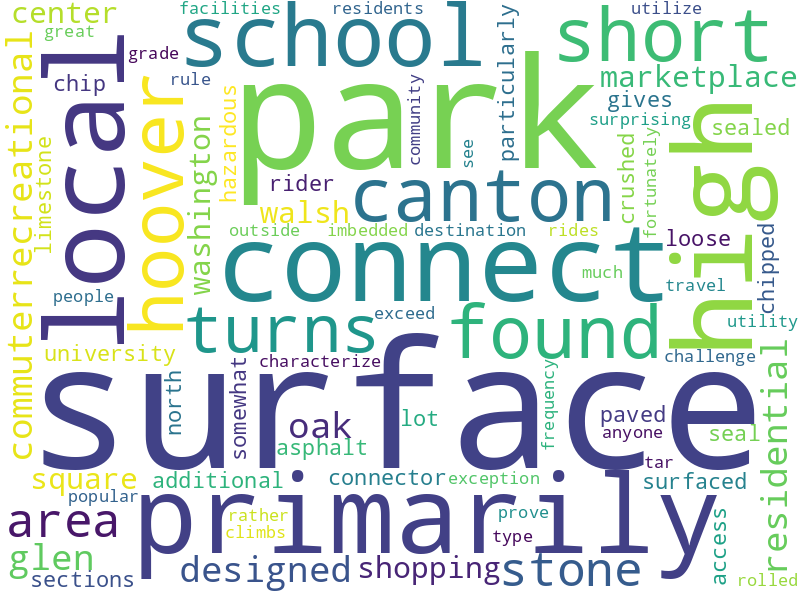 center
facilities
residents
utilize
great
grade
school
short
chip
rule
particularly
marketplace
gives
surprising
sealed
local
park
community
see
commuterrecreational
limestone
hoover
washington
hazardous
rider
walsh
canton
crushed
fortunately
high
loose
chipped
outside
imbedded
destination
rides
connect
much
travel
people
turns
exceed
found
utility
university
characterize
challenge
north
somewhat
surface
oak
lot
asphalt
frequency
paved
anyone
seal
residential
square
additional
connector
exception
tar
surfaced
popular
area
primarily
rather
climbs
prove
type
access
glen
sections
designed
shopping
stone
rolled